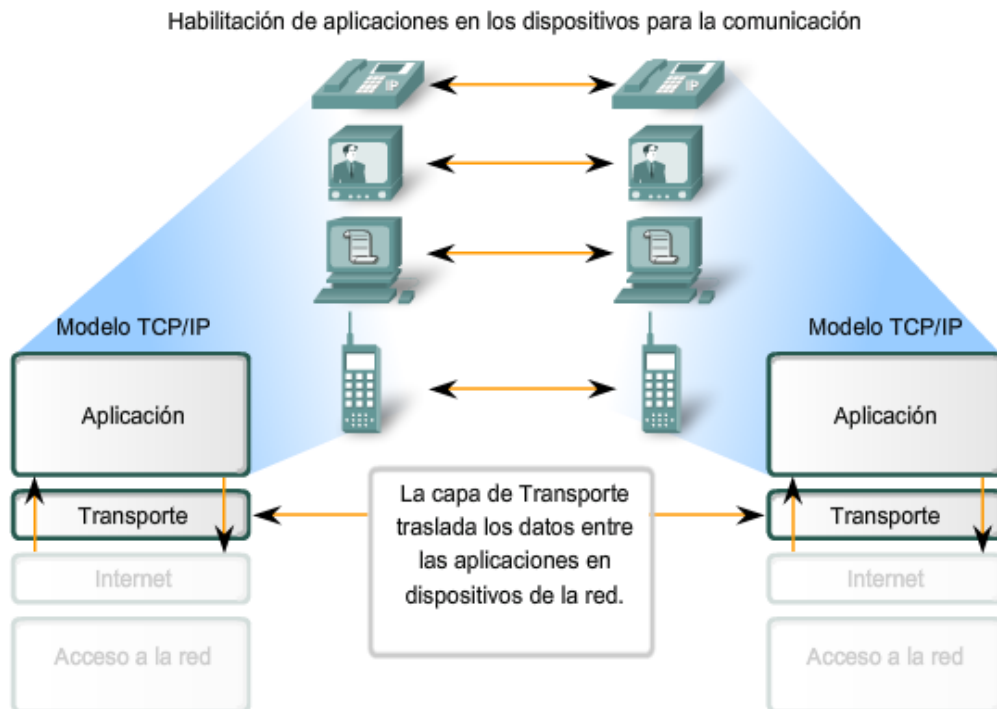 Habilitación de aplicaciones en los dispositivos para la comunicación
IP
IP
Modelo TCP/IP
Modelo TCP/IP
Aplicación
Aplicación
La capa de Transporte
traslada los datos entre
las aplicaciones en
dispositivos de la red.
Transporte
Transporte
Internet
Internet
Acceso a la red
Acceso a la red